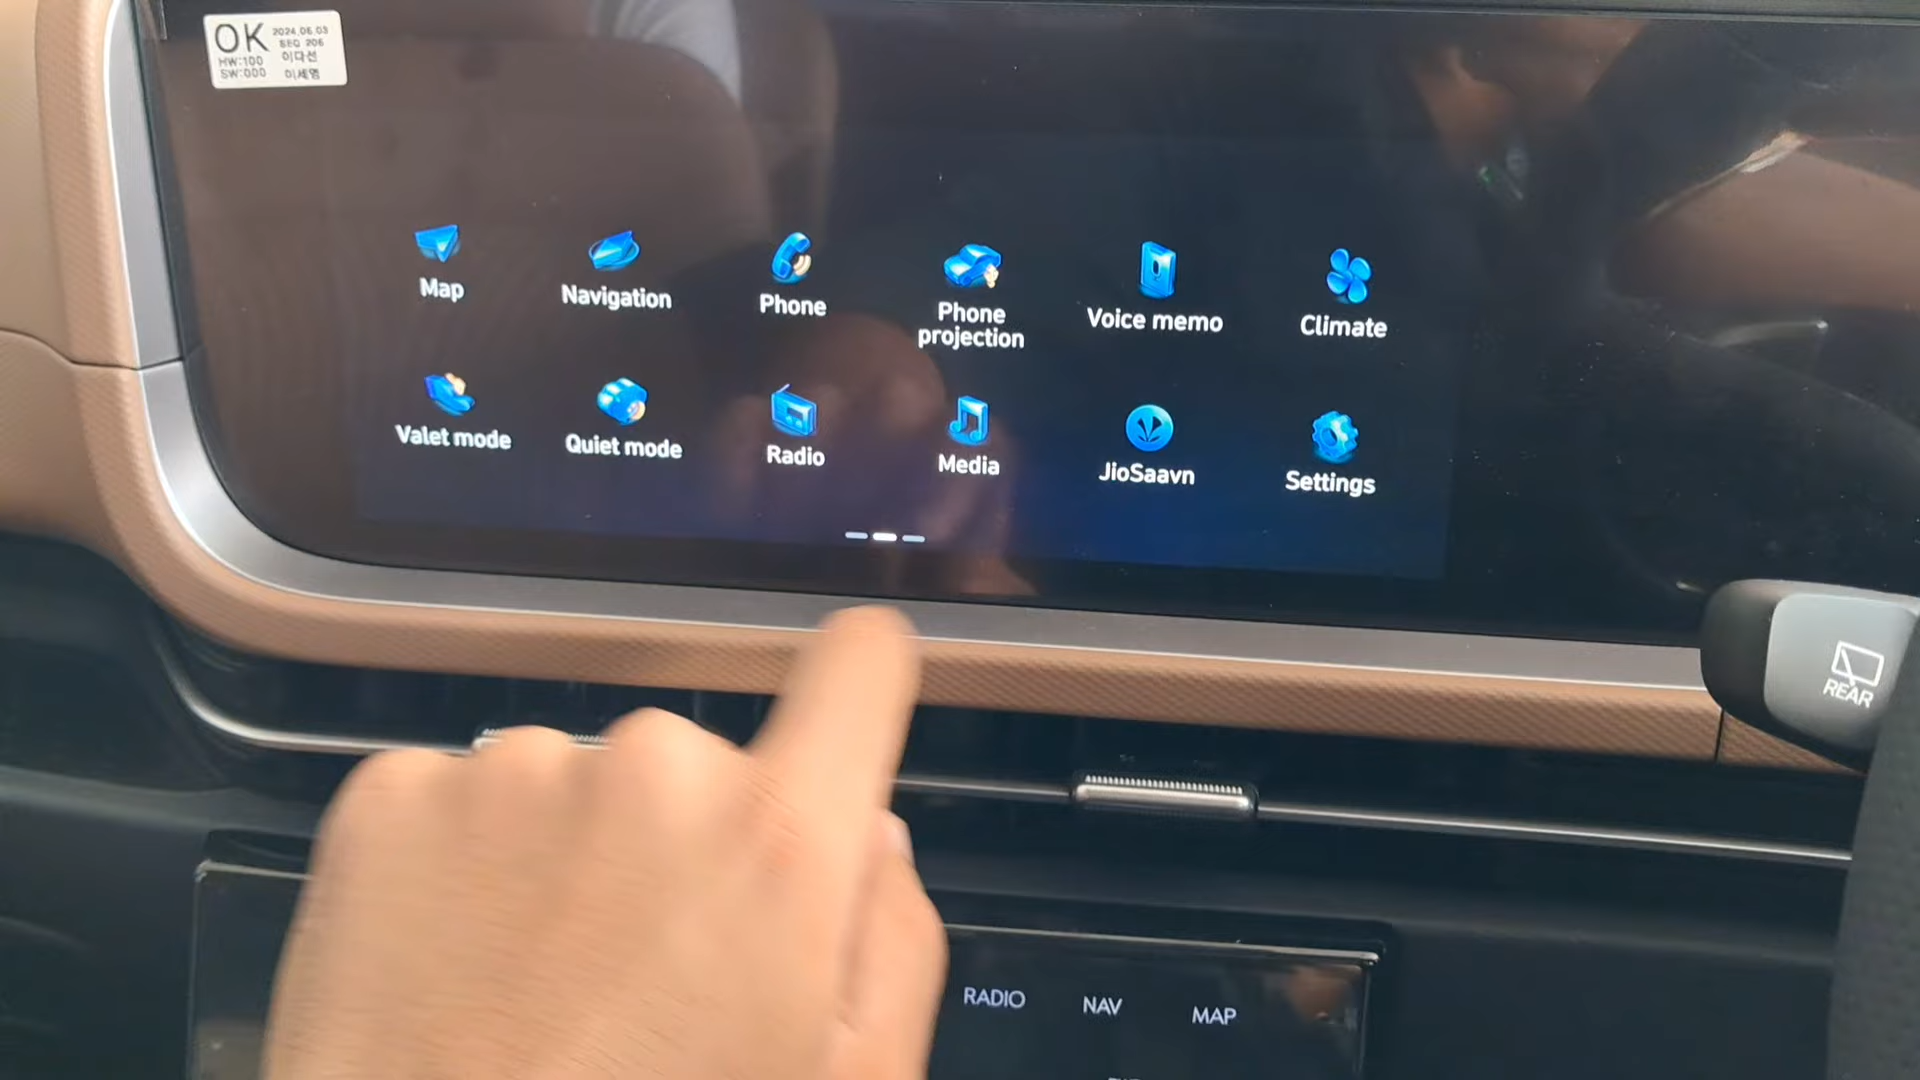 OK
2024.06.03
SEQ 206
HW:100
이다선
SW:000
이세영
Map
Navigation
Phone
Phone
projection
Voice memo
Climate
Valet mode
Quiet mode
Radio
Media
JioSaavn
Settings
REAR
RADIO
NAV
MAP